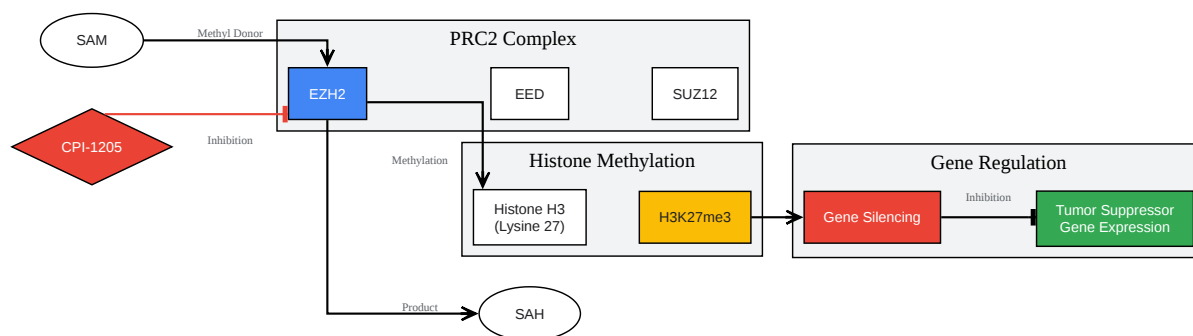 SAM
Methyl Donor
PRC2 Complex
EZH2
EED
SUZ12
CPI-1205
Inhibition
Methylation
Histone Methylation
Histone H3
(Lysine 27)
H3K27me3
Gene Regulation
Gene Silencing
Inhibition
Tumor Suppressor
Gene Expression
Product
SAH